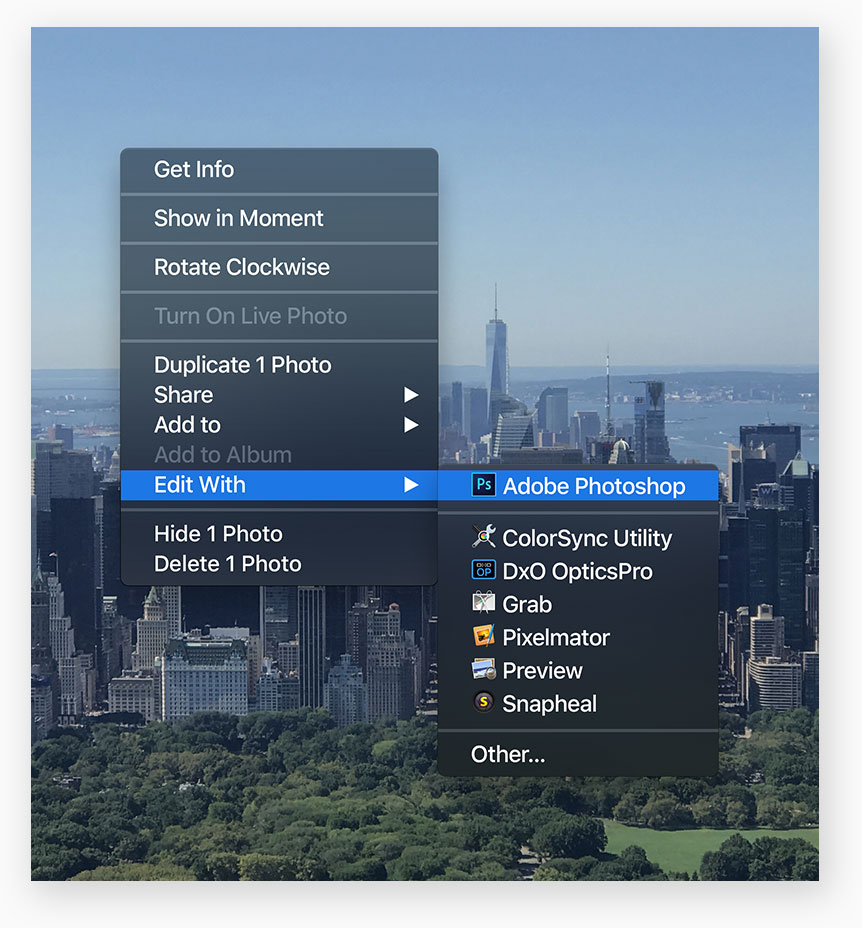 Get Info
Show in Moment
Rotate Clockwise
Turn On Live Photo
Duplicate 1 Photo
Share
Add to
Add to Album
Edit With
Hide 1 Photo
Delete 1 Photo
Ps Adobe Photoshop
ColorSync Utility
DxO OP DxO OpticsPro
Grab
Pixelmator
Preview
S Snapheal
Other...